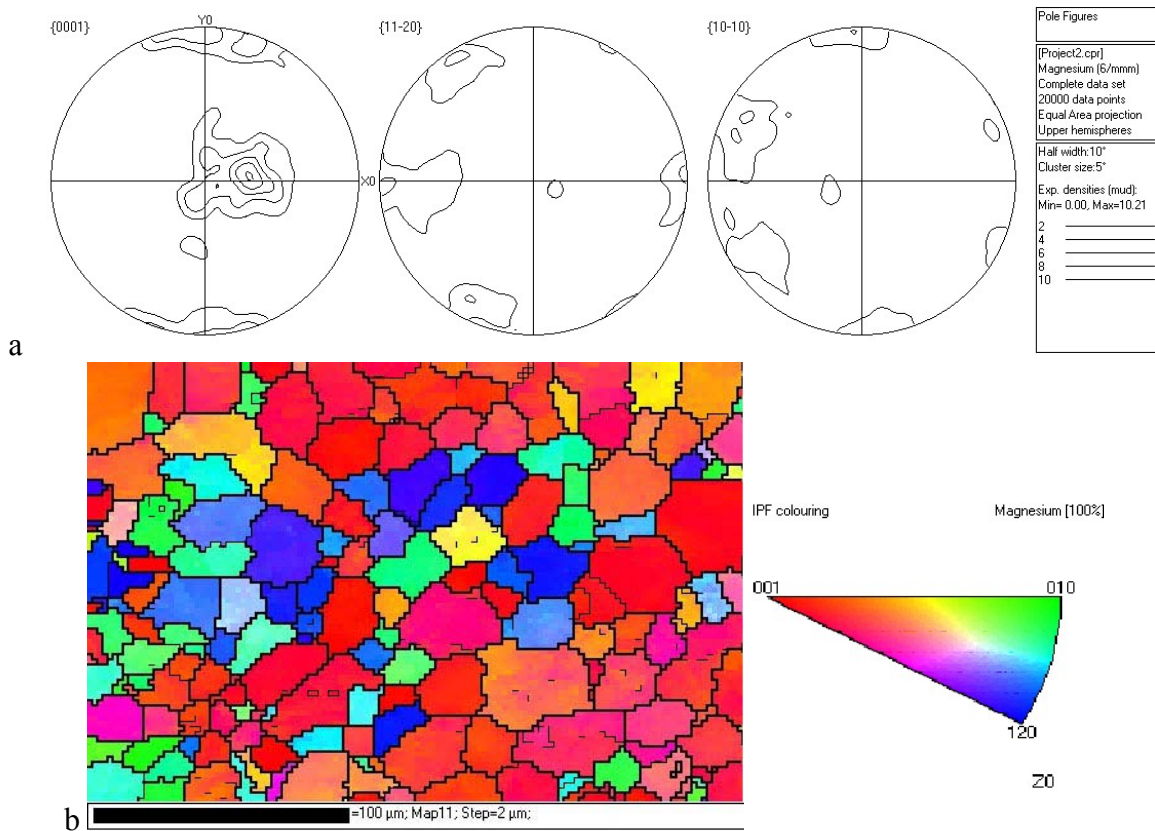 {0001}
Y0
X0
{11-20}
{10-10}
Pole Figures
[Project2.cpr]
Magnesium (6/mmm)
Complete data set
20000 data points
Equal Area projection
Upper hemispheres
Half width:10°
Cluster size:5°
Exp. densities (mud):
Min= 0.00, Max=10.21
2
4
6
8
10
a
IPF colouring
Magnesium [100%]
001
010
120
Z0
b
=100 µm; Map11; Step=2 µm;